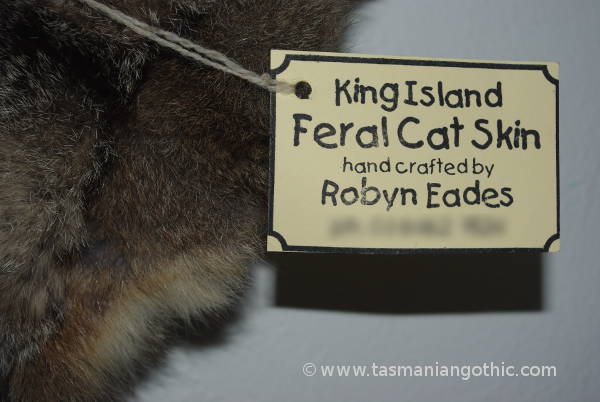 King Island
Feral Cat Skin
hand crafted by
Robyn Eades
© www.tasmaniangothic.com